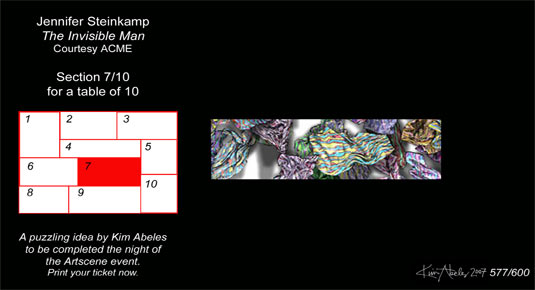 Jennifer Steinkamp
The Invisible Man
Courtesy ACME
Section 7/10
for a table of 10
1
2
3
4
5
6
7
8
9
10
A puzzling idea by Kim Abeles
to be completed the night of
the Artscene event.
Print your ticket now.
Kim Abeles 2007 577/600